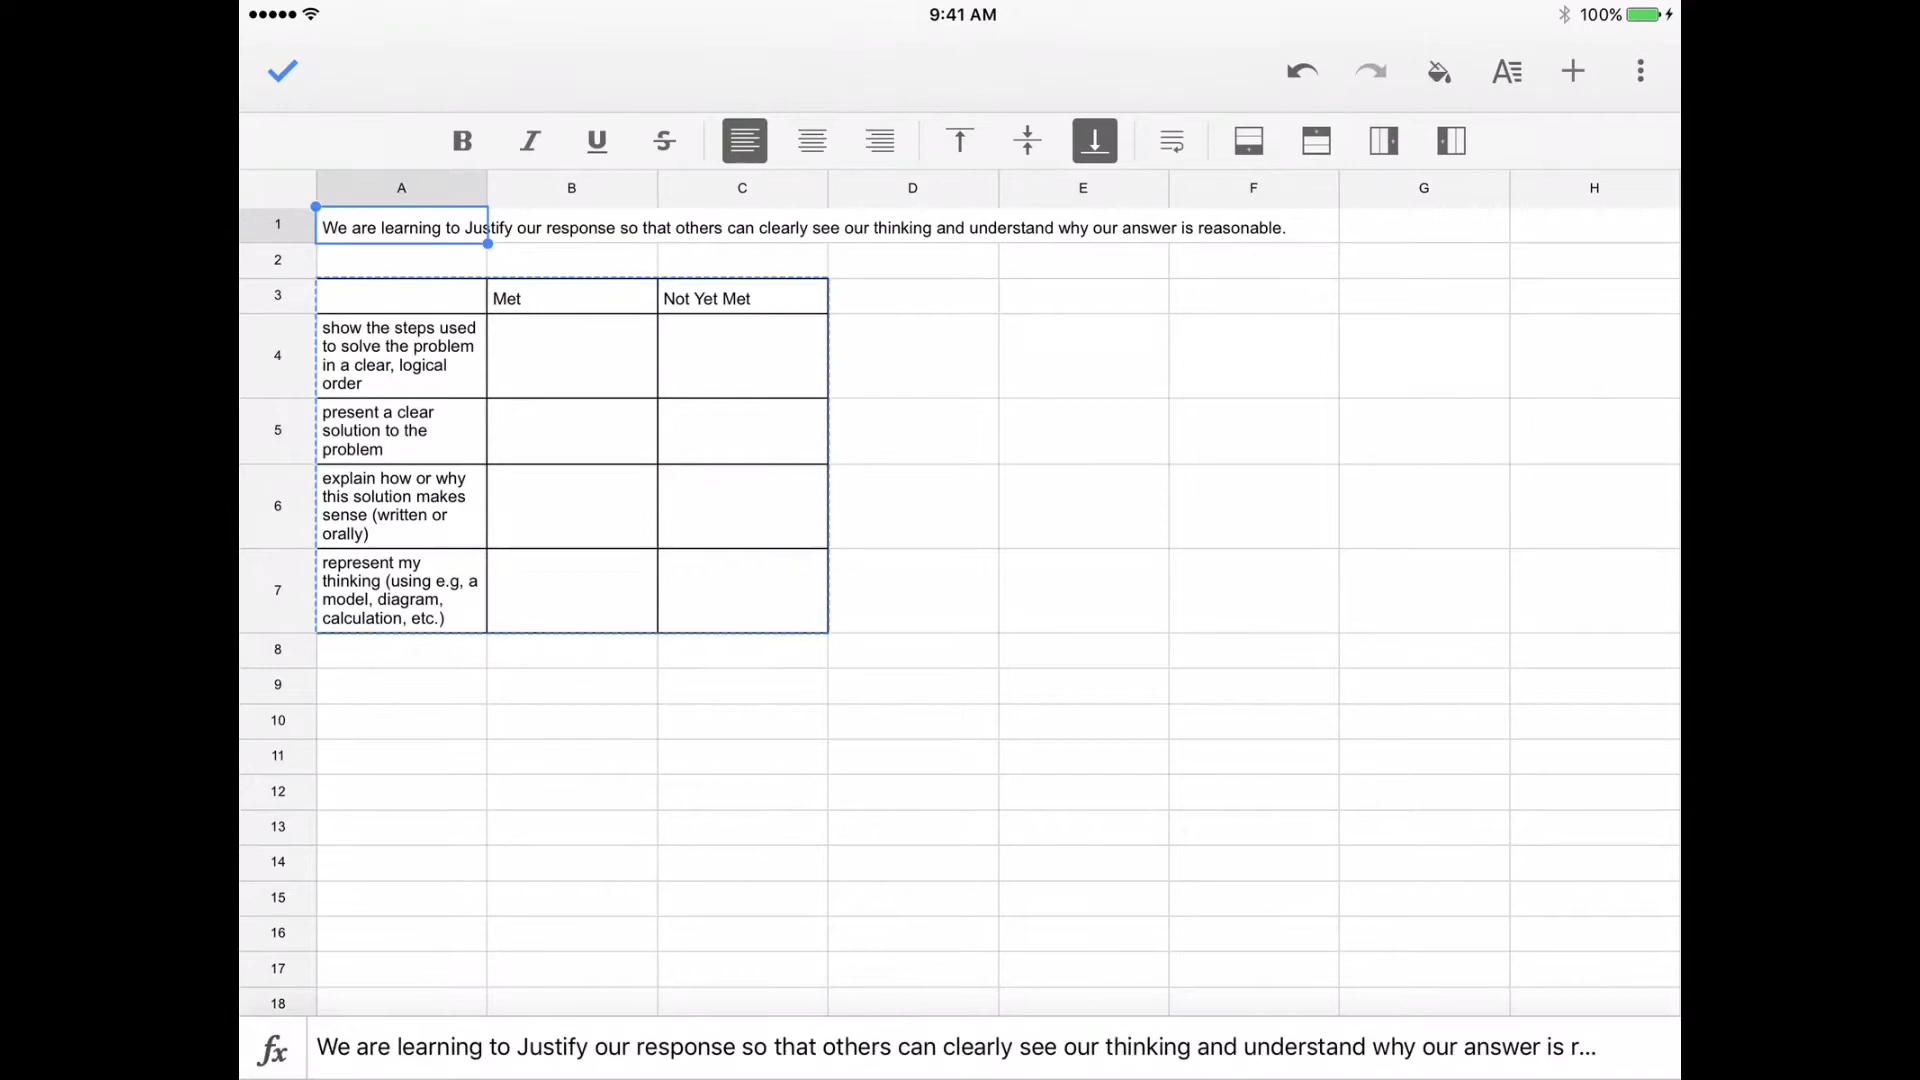 9:41 AM
100%
B I U S
A
A B C D E F G H
1
We are learning to Justify our response so that others can clearly see our thinking and understand why our answer is reasonable.
2
3
Met
Not Yet Met
4
show the steps used
to solve the problem
in a clear, logical
order
5
present a clear
solution to the
problem
6
explain how or why
this solution makes
sense (written or
orally)
7
represent my
thinking (using e.g, a
model, diagram,
calculation, etc.)
8
9
10
11
12
13
14
15
16
17
18
fx
We are learning to Justify our response so that others can clearly see our thinking and understand why our answer is r...